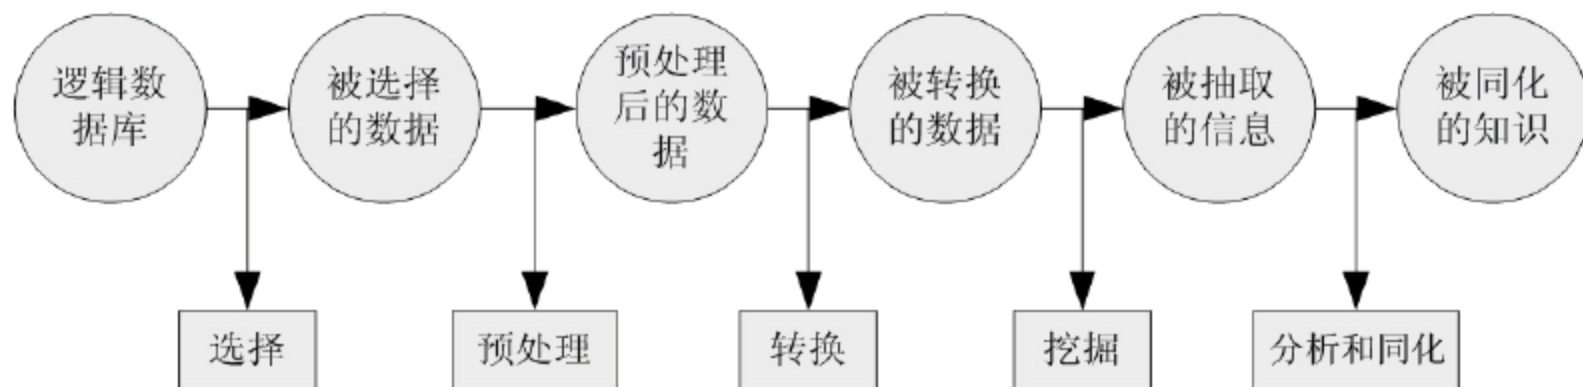 逻辑数
据库
被选择
的数据
预处理
后的数
据
被转换
的数据
被抽取
的信息
被同化
的知识
选择
预处理
转换
挖掘
分析和同化